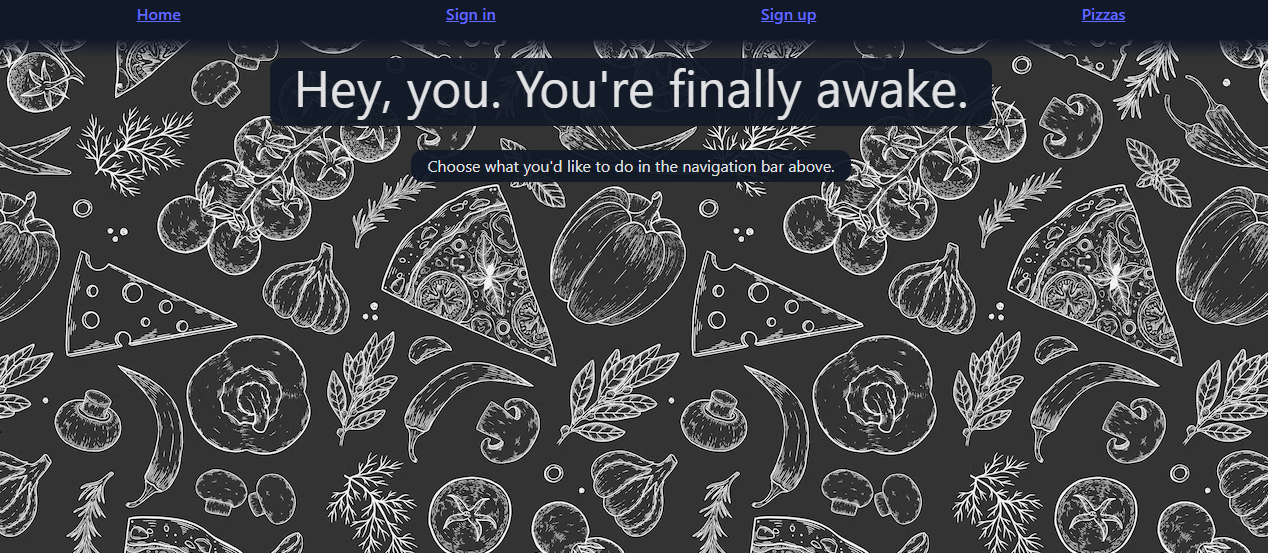 Home Sign in Sign up Pizzas
Hey, you. You're finally awake.
Choose what you'd like to do in the navigation bar above.